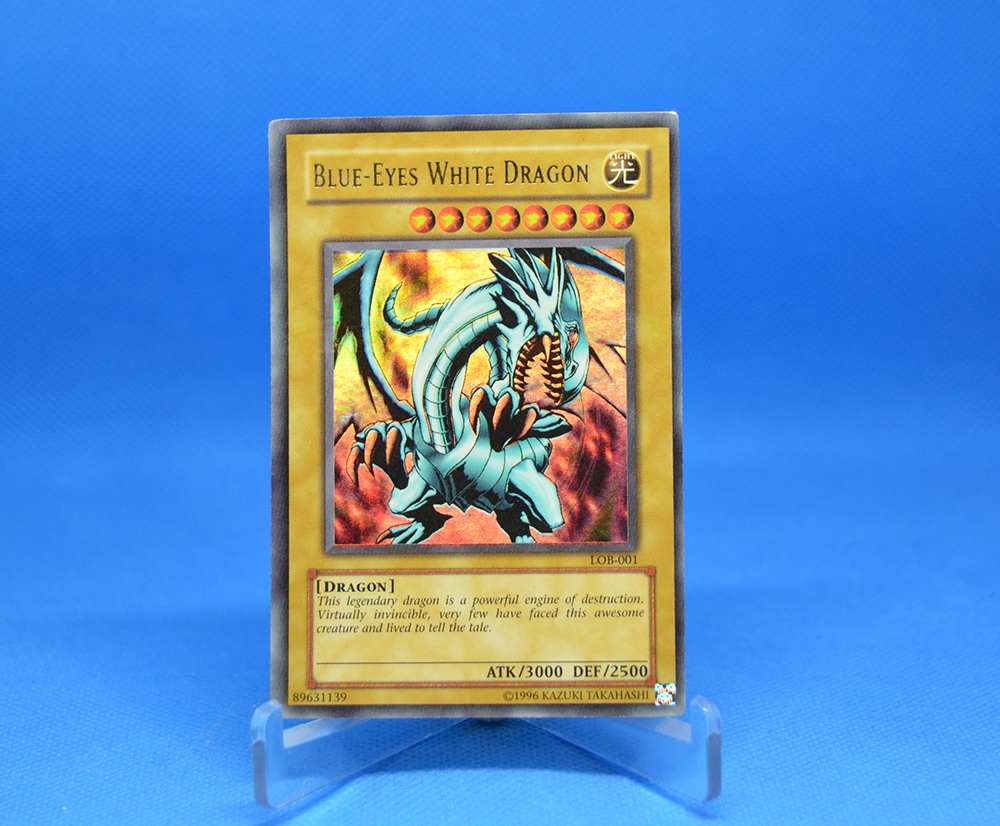 BLUE-EYES WHITE DRAGON
LIGHT
光
LOB-001
[DRAGON]
This legendary dragon is a powerful engine of destruction.
Virtually invincible, very few have faced this awesome
creature and lived to tell the tale.
ATK/3000 DEF/2500
89631139 ©1996 KAZUKI TAKAHASHI